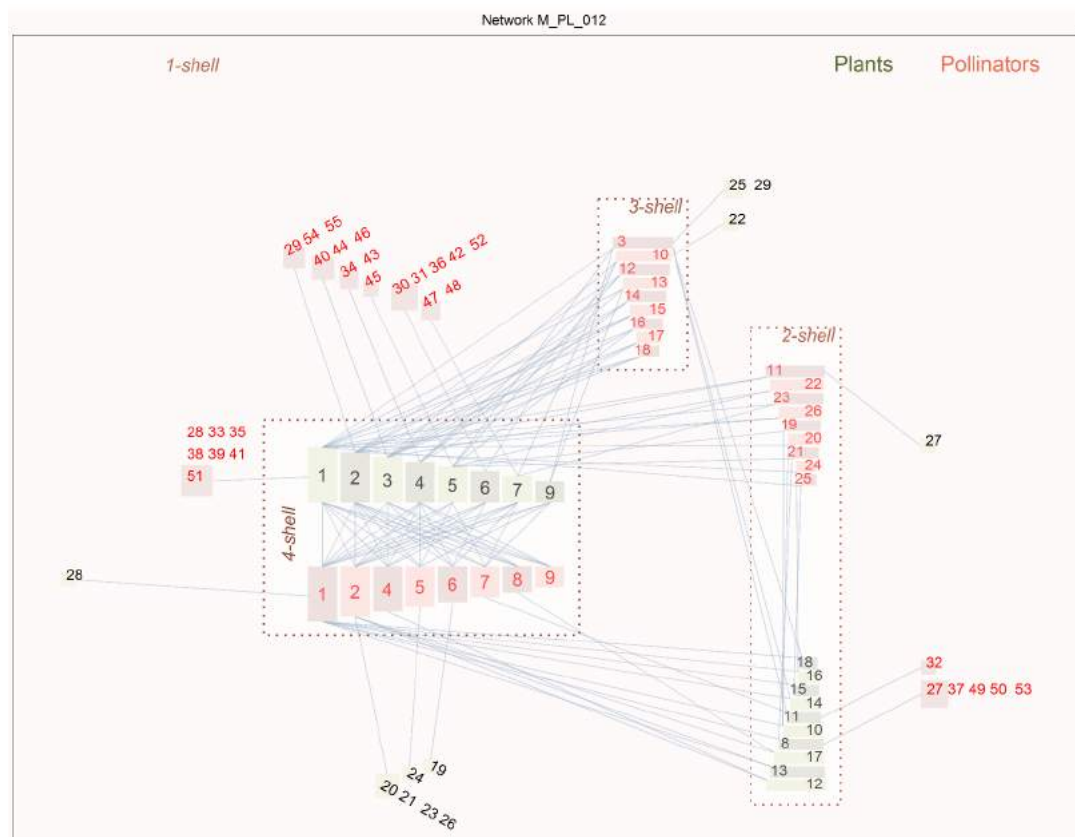 Network M_PL_012
1-shell
Plants
Pollinators
25 29
3-shell
22
29 54 55
40 44 46
34 43
45
30 31 36 42 52
47 48
3
10
12
13
14
15
16
17
18
2-shell
11
22
23
26
19
20
21
24
25
27
28 33 35
38 39 41
51
4-shell
1 2 3 4 5 6 7 9
1 2 4 5 6 7 8 9
28
18
16
15
14
11
10
8
17
13
12
32
27 37 49 50 53
19
24
20 21 23 26